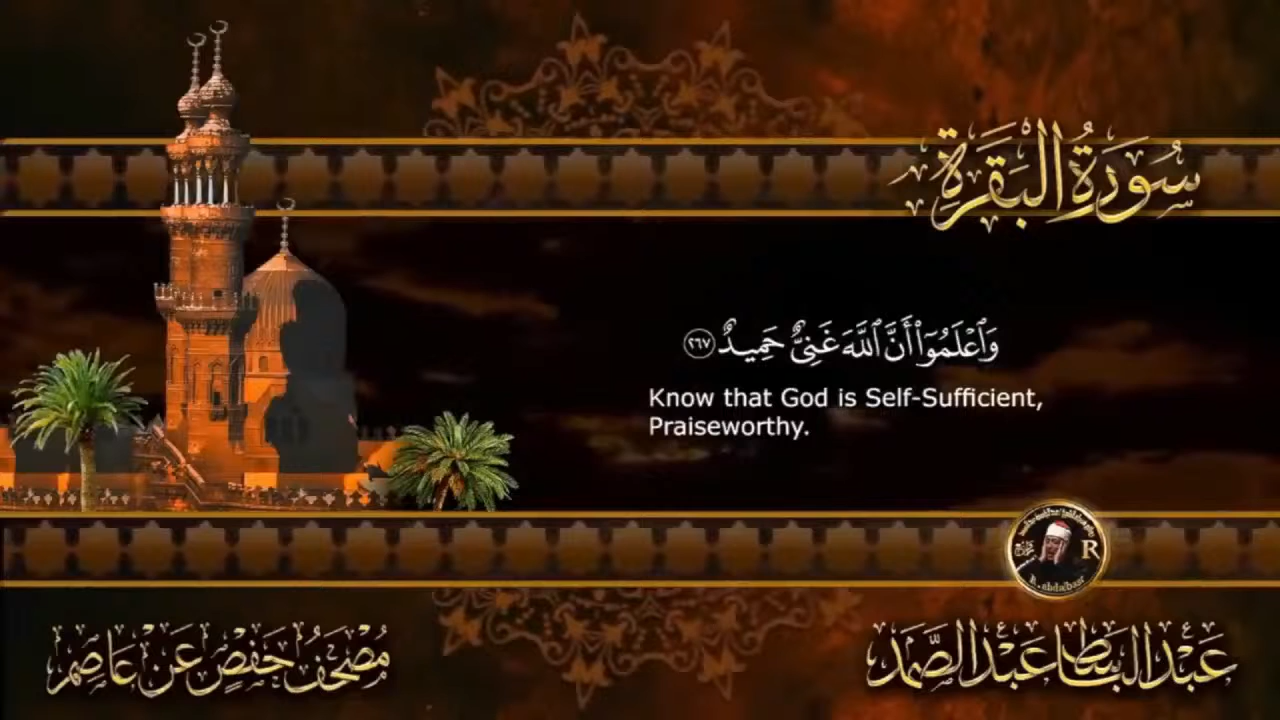 سُورَةُ البَقَرَةِ
وَٱعْلَمُوٓا۟ أَنَّ ٱللَّهَ غَنِىٌّ حَمِيدٌ ٢٦٧
Know that God is Self-Sufficient,
Praiseworthy.
R
عَبْدُ البَاسِطِ عَبْدُ الصَّمَدِ
مُصْحَفُ حَفْصٍ عَنْ عَاصِمٍ